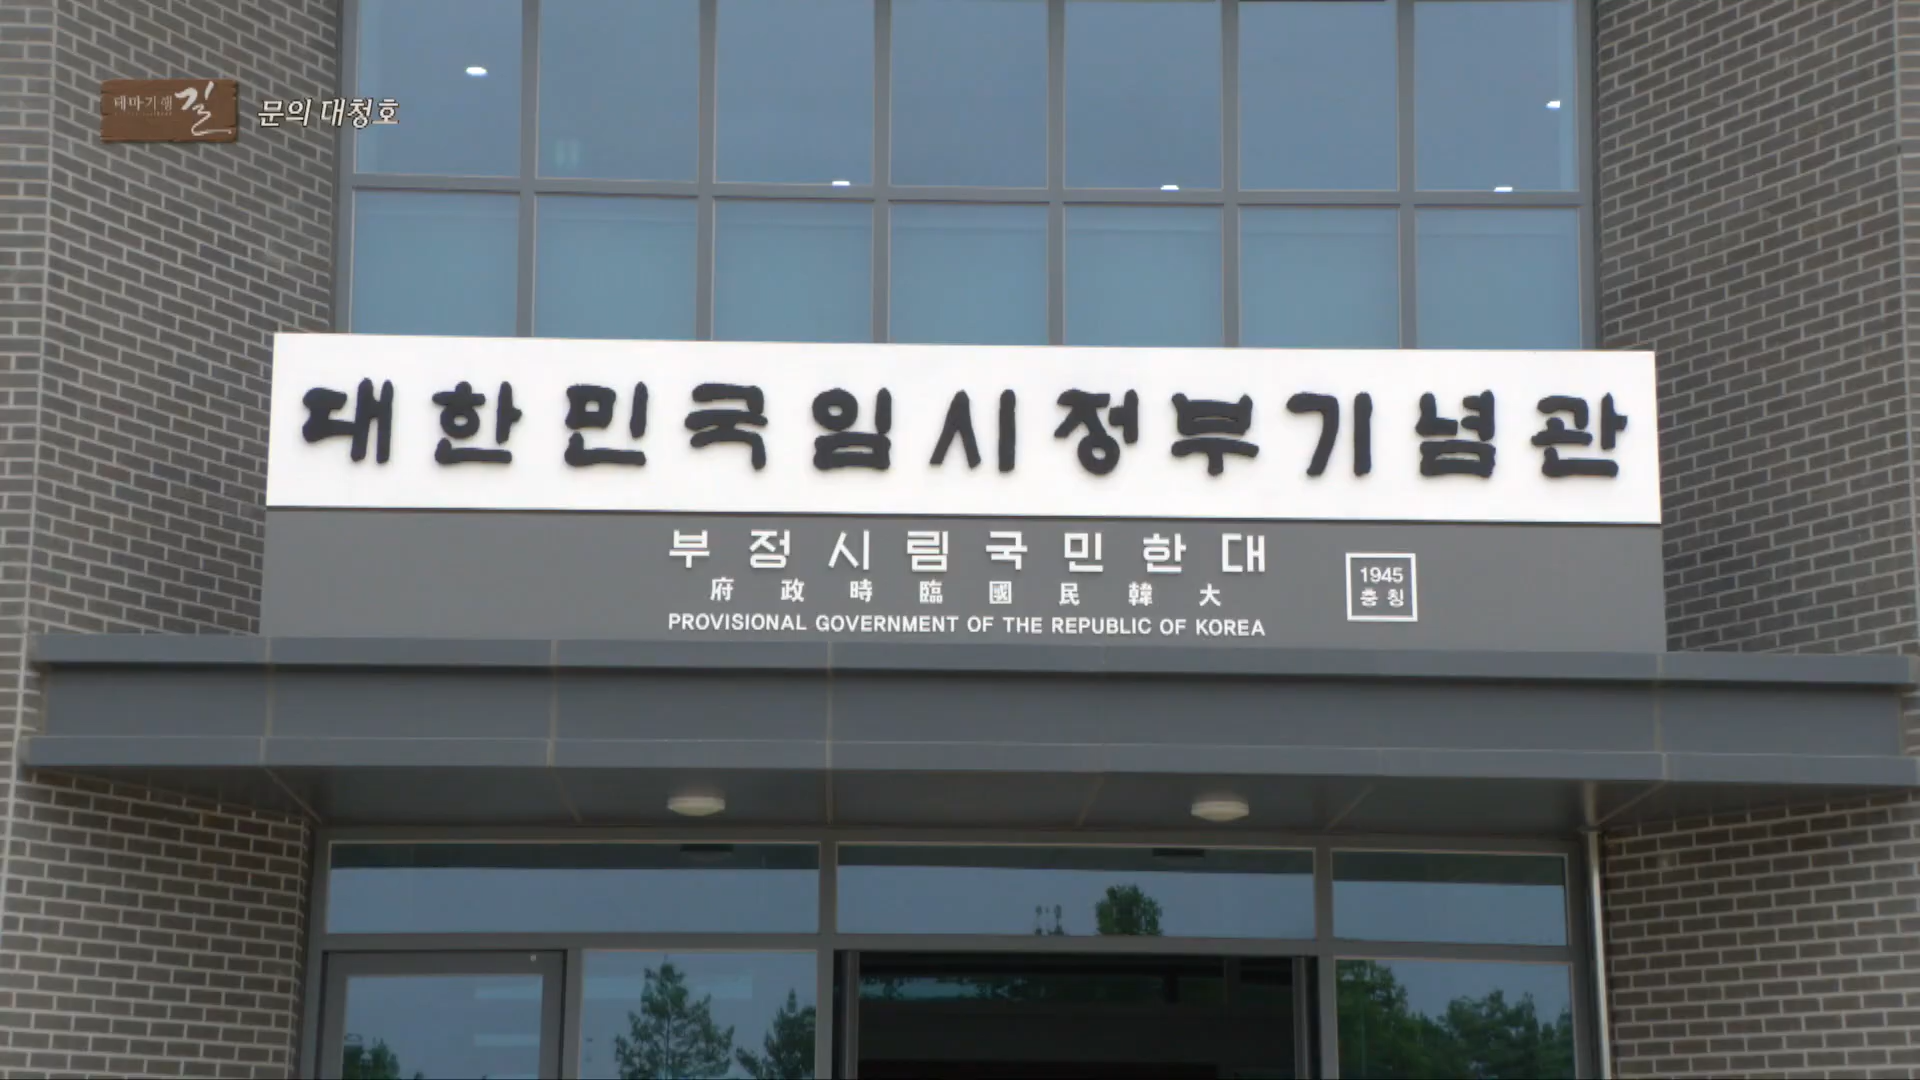 테마기행 길
문의 대청호
대한민국임시정부기념관
부정시림국민한대
府政時臨國民韓大
PROVISIONAL GOVERNMENT OF THE REPUBLIC OF KOREA
1945
충칭